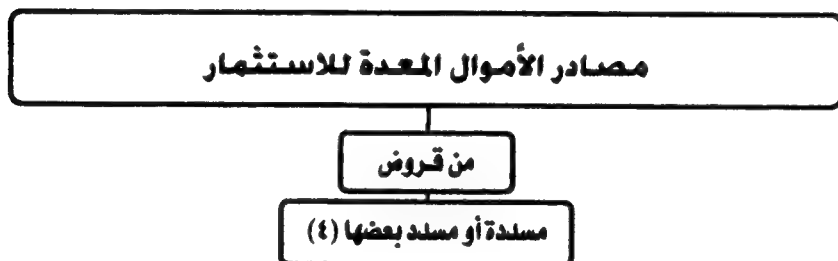 مصادر الأموال المعدة للاستثمار
من قروض
مسددة أو مسدد بعضها (٤)